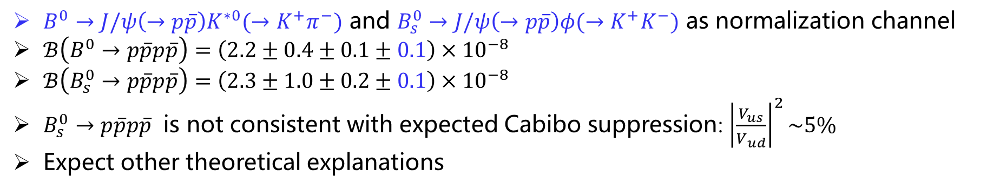 ➢ B⁰ → J/ψ(→ pp̄)K*⁰(→ K⁺π⁻) and B⁰ₛ → J/ψ(→ pp̄)ϕ(→ K⁺K⁻) as normalization channel
➢ ℬ(B⁰ → pp̄pp̄) = (2.2 ± 0.4 ± 0.1 ± 0.1) × 10⁻⁸
➢ ℬ(B⁰ₛ → pp̄pp̄) = (2.3 ± 1.0 ± 0.2 ± 0.1) × 10⁻⁸
➢ B⁰ₛ → pp̄pp̄ is not consistent with expected Cabibo suppression: |V_us/V_ud|² ~5%
➢ Expect other theoretical explanations